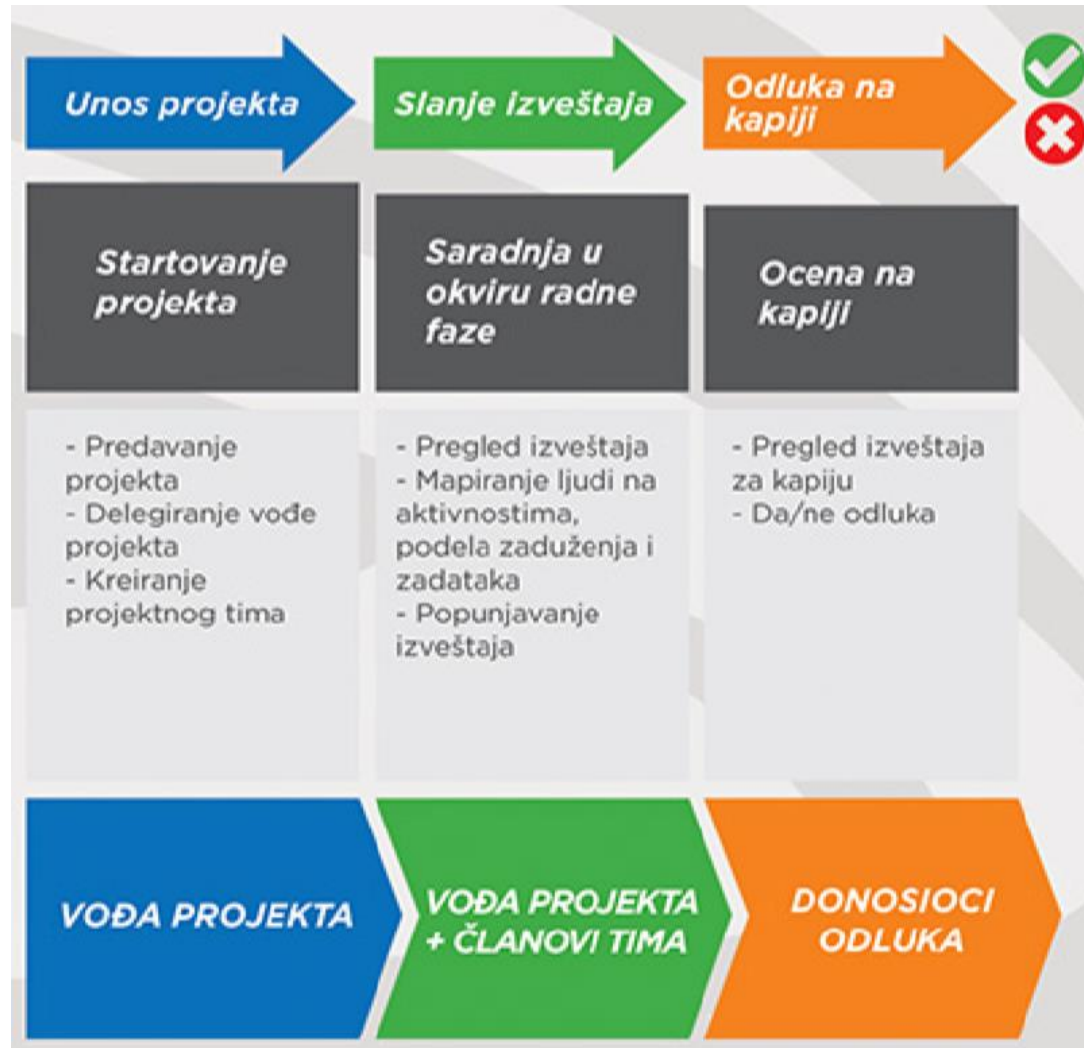 Unos projekta
Slanje izveštaja
Odluka na
kapiji
Startovanje
projekta
Saradnja u
okviru radne
faze
Ocena na
kapiji
- Predavanje
projekta
- Delegiranje vođe
projekta
- Kreiranje
projektnog tima
- Pregled izveštaja
- Mapiranje ljudi na
aktivnostima,
podela zaduženja i
zadataka
- Popunjavanje
izveštaja
- Pregled izveštaja
za kapiju
- Da/ne odluka
VOĐA PROJEKTA
VOĐA PROJEKTA
+ ČLANOVI TIMA
DONOSIOCI
ODLUKA